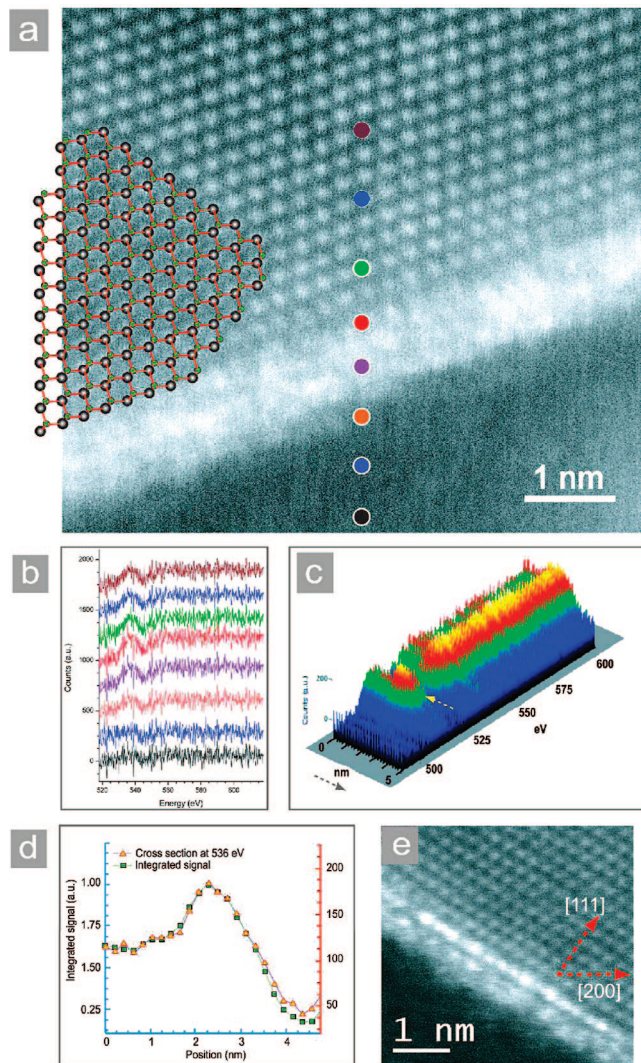 a
1 nm
b
2000
1500
1000
500
0
Counts (a.u.)
520
540
560
580
600
Energy (eV)
c
Counts (a.u.)
200
0
0
nm
5
500
525
550
eV
575
600
d
Cross section at 536 eV
Integrated signal
Integrated signal (a.u.)
1.00
1.75
1.50
0.25
200
150
100
50
0
1
2
3
4
Position (nm)
e
[111]
[200]
1 nm